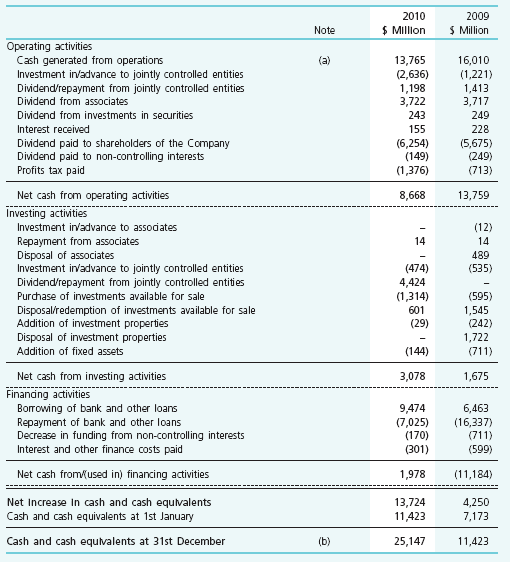 2010 2009
Note $ Million $ Million
Operating activities
Cash generated from operations (a) 13,765 16,010
Investment in/advance to jointly controlled entities (2,636) (1,221)
Dividend/repayment from jointly controlled entities 1,198 1,413
Dividend from associates 3,722 3,717
Dividend from investments in securities 243 249
Interest received 155 228
Dividend paid to shareholders of the Company (6,254) (5,675)
Dividend paid to non-controlling interests (149) (249)
Profits tax paid (1,376) (713)
Net cash from operating activities 8,668 13,759
Investing activities
Investment in/advance to associates – (12)
Repayment from associates 14 14
Disposal of associates – 489
Investment in/advance to jointly controlled entities (474) (535)
Dividend/repayment from jointly controlled entities 4,424 –
Purchase of investments available for sale (1,314) (595)
Disposal/redemption of investments available for sale 601 1,545
Addition of investment properties (29) (242)
Disposal of investment properties – 1,722
Addition of fixed assets (144) (711)
Net cash from investing activities 3,078 1,675
Financing activities
Borrowing of bank and other loans 9,474 6,463
Repayment of bank and other loans (7,025) (16,337)
Decrease in funding from non-controlling interests (170) (711)
Interest and other finance costs paid (301) (599)
Net cash from/(used in) financing activities 1,978 (11,184)
Net increase in cash and cash equivalents 13,724 4,250
Cash and cash equivalents at 1st January 11,423 7,173
Cash and cash equivalents at 31st December (b) 25,147 11,423